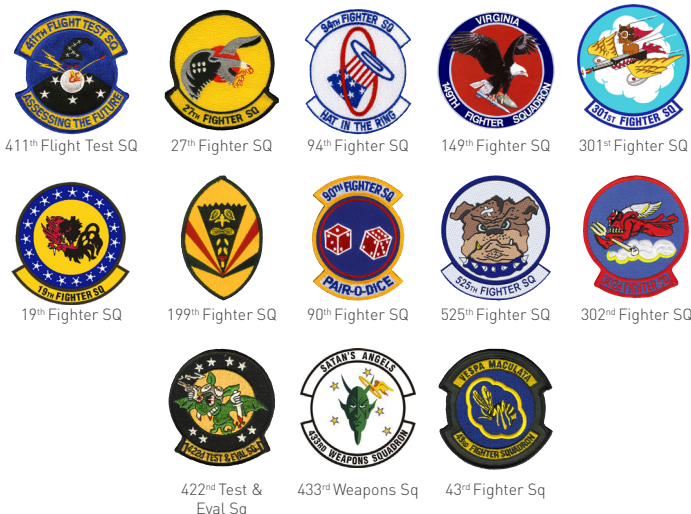 411TH FLIGHT TEST SQ
ASSESSING THE FUTURE
411th Flight Test SQ
27TH FIGHTER SQ
27th Fighter SQ
94TH FIGHTER SQ
HAT IN THE RING
94th Fighter SQ
VIRGINIA
149TH FIGHTER SQUADRON
149th Fighter SQ
301ST FIGHTER SQ
301st Fighter SQ
19TH FIGHTER SQ
19th Fighter SQ
199th Fighter SQ
90TH FIGHTER SQ
PAIR-O-DICE
90th Fighter SQ
525TH FIGHTER SQ
525th Fighter SQ
302nd Fighter SQ
422D TEST & EVAL SQ
422nd Test &
Eval Sq
SATAN'S ANGELS
433RD WEAPONS SQUADRON
433rd Weapons Sq
VESPA MACULATA
43RD FIGHTER SQUADRON
43rd Fighter Sq